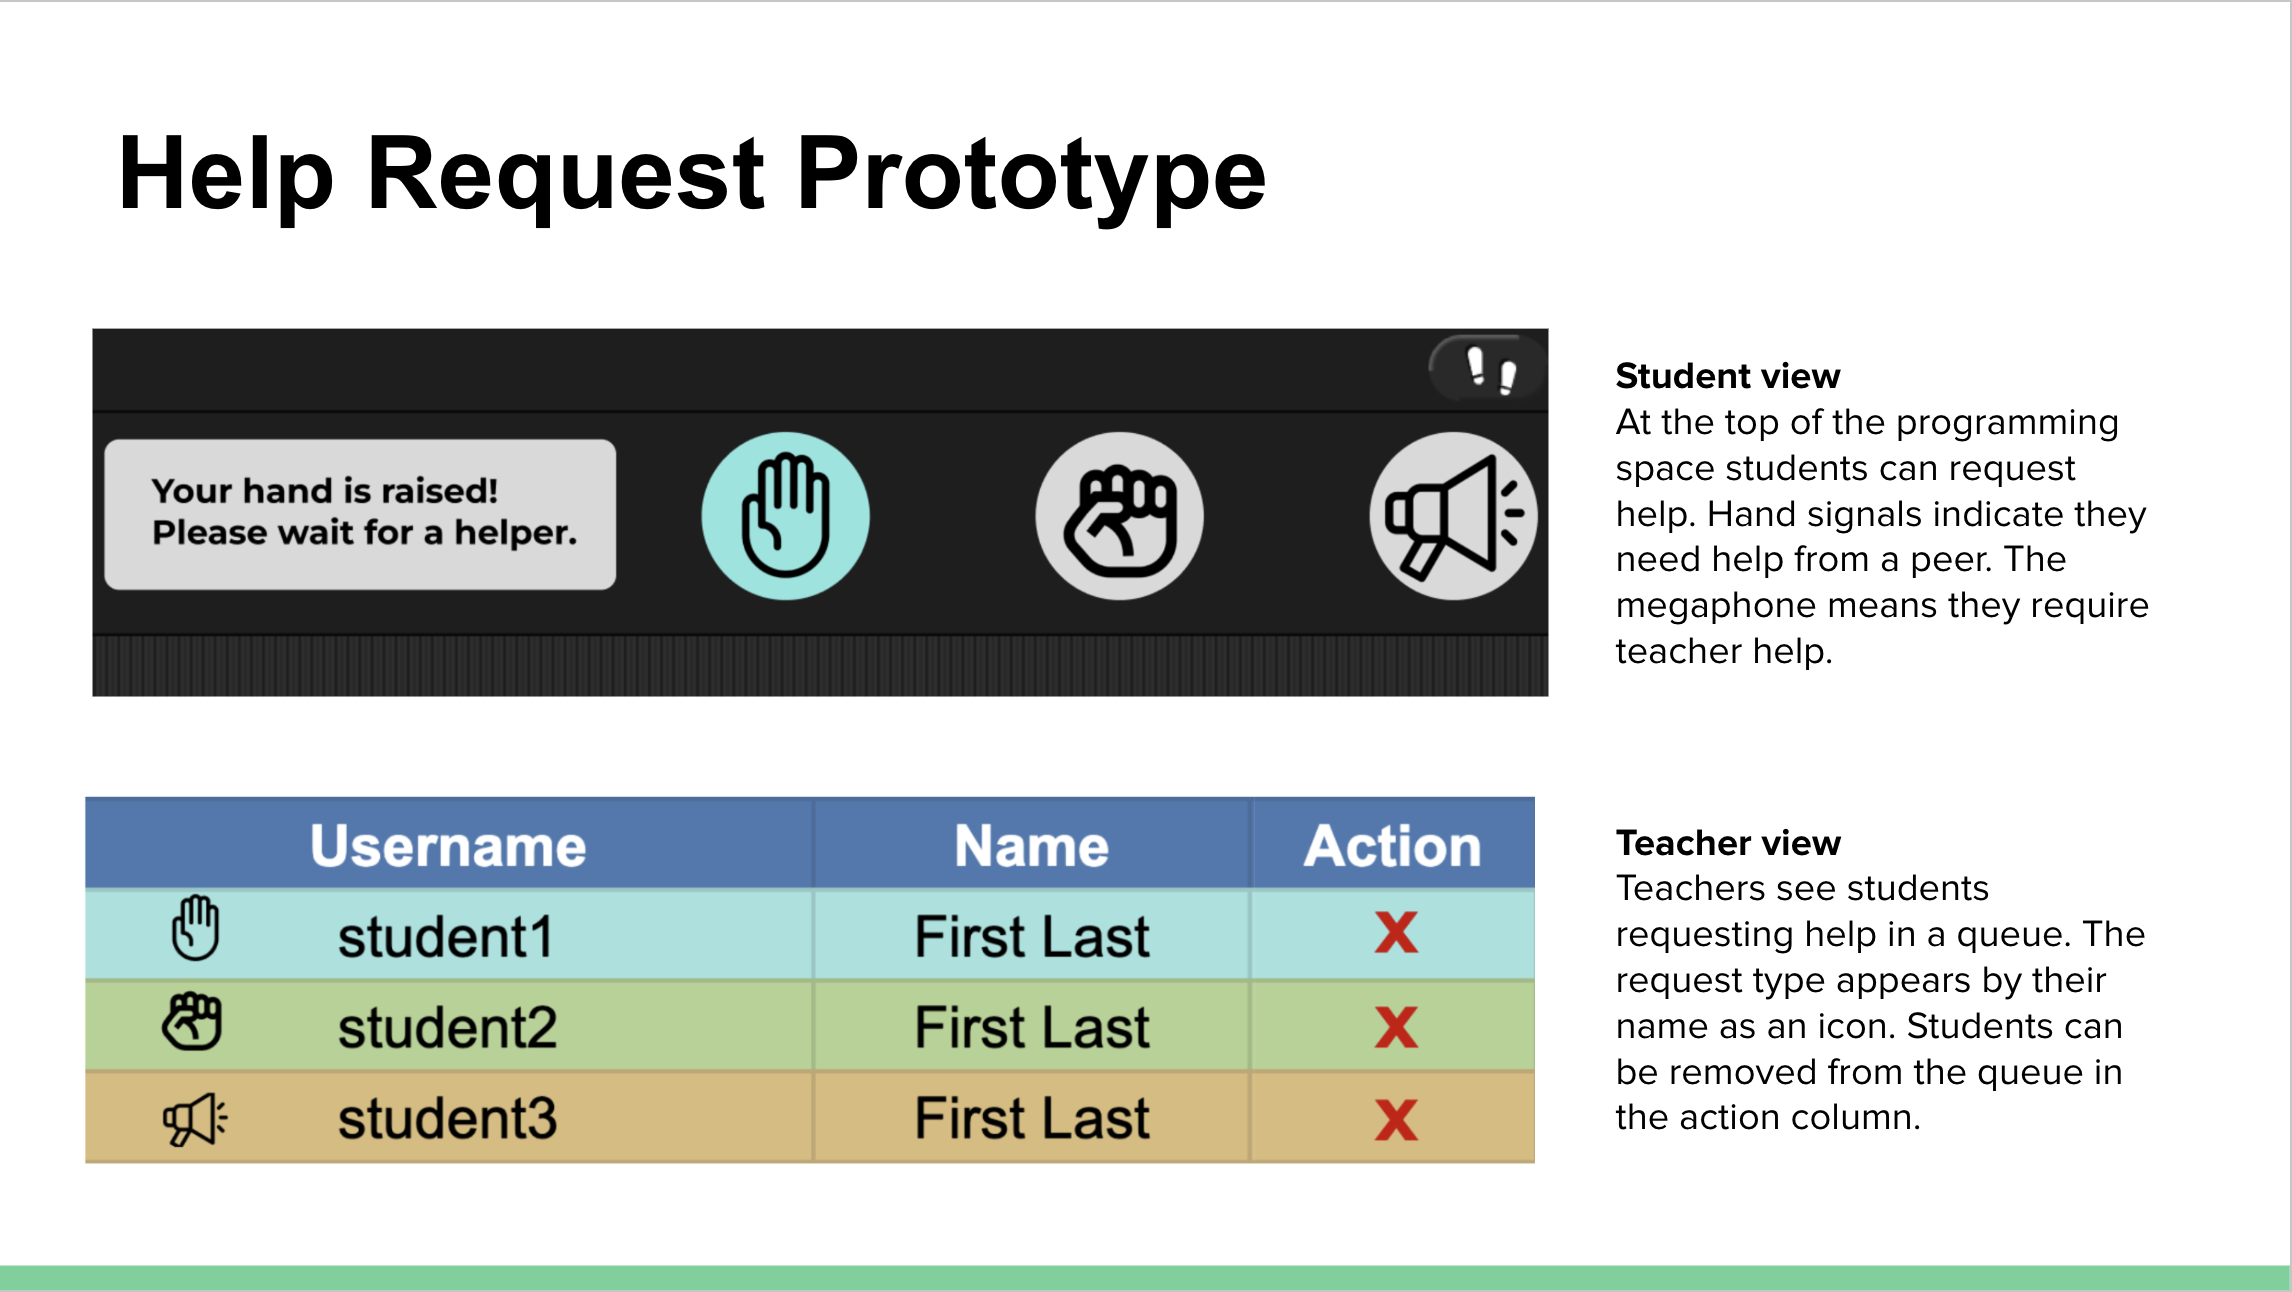 Help Request Prototype
Your hand is raised!
Please wait for a helper.
Student view
At the top of the programming
space students can request
help. Hand signals indicate they
need help from a peer. The
megaphone means they require
teacher help.
Username Name Action
student1 First Last X
student2 First Last X
student3 First Last X
Teacher view
Teachers see students
requesting help in a queue. The
request type appears by their
name as an icon. Students can
be removed from the queue in
the action column.